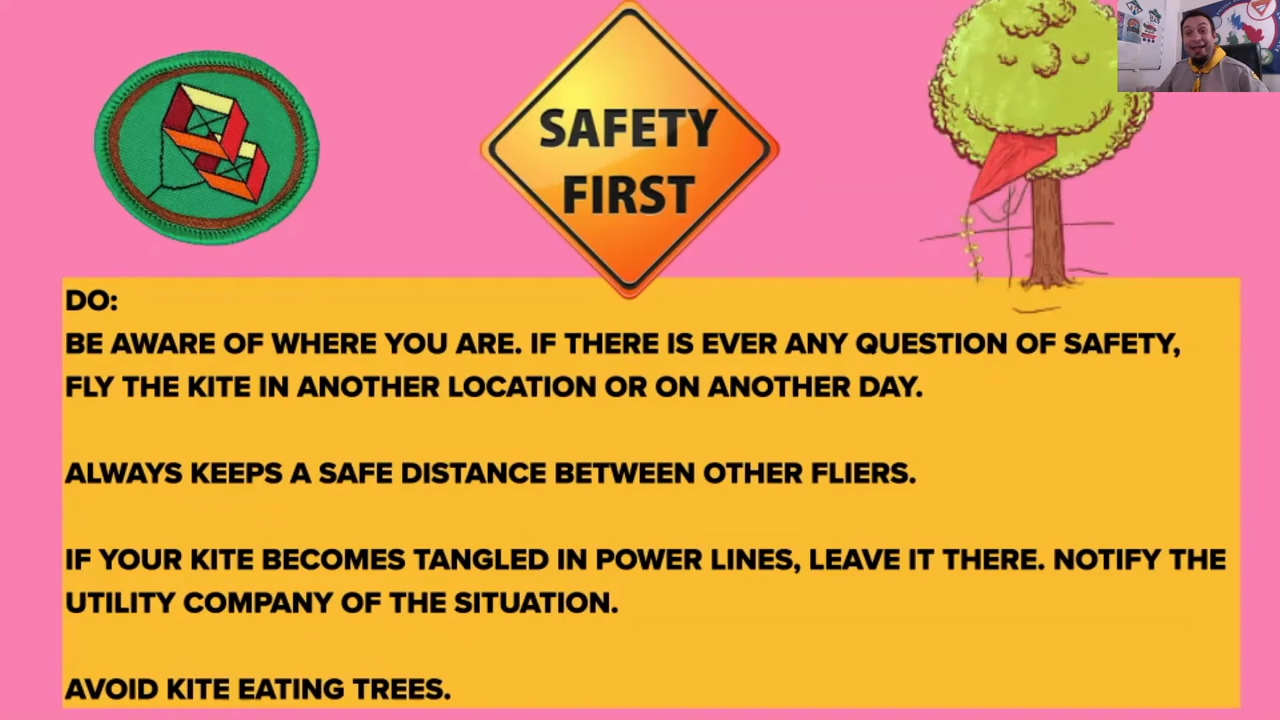 SAFETY
FIRST
DO:
BE AWARE OF WHERE YOU ARE. IF THERE IS EVER ANY QUESTION OF SAFETY,
FLY THE KITE IN ANOTHER LOCATION OR ON ANOTHER DAY.
ALWAYS KEEPS A SAFE DISTANCE BETWEEN OTHER FLIERS.
IF YOUR KITE BECOMES TANGLED IN POWER LINES, LEAVE IT THERE. NOTIFY THE
UTILITY COMPANY OF THE SITUATION.
AVOID KITE EATING TREES.